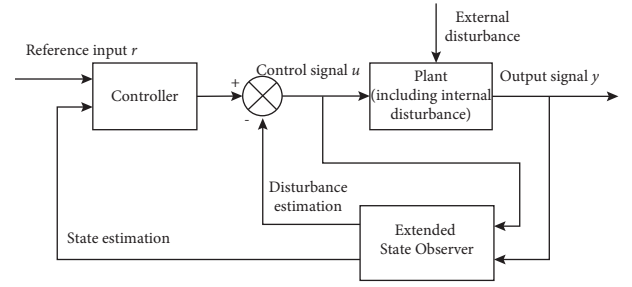 External
disturbance
Reference input r
Control signal u
Plant
(including internal
disturbance)
Output signal y
Controller
+
-
Disturbance
estimation
State estimation
Extended
State Observer